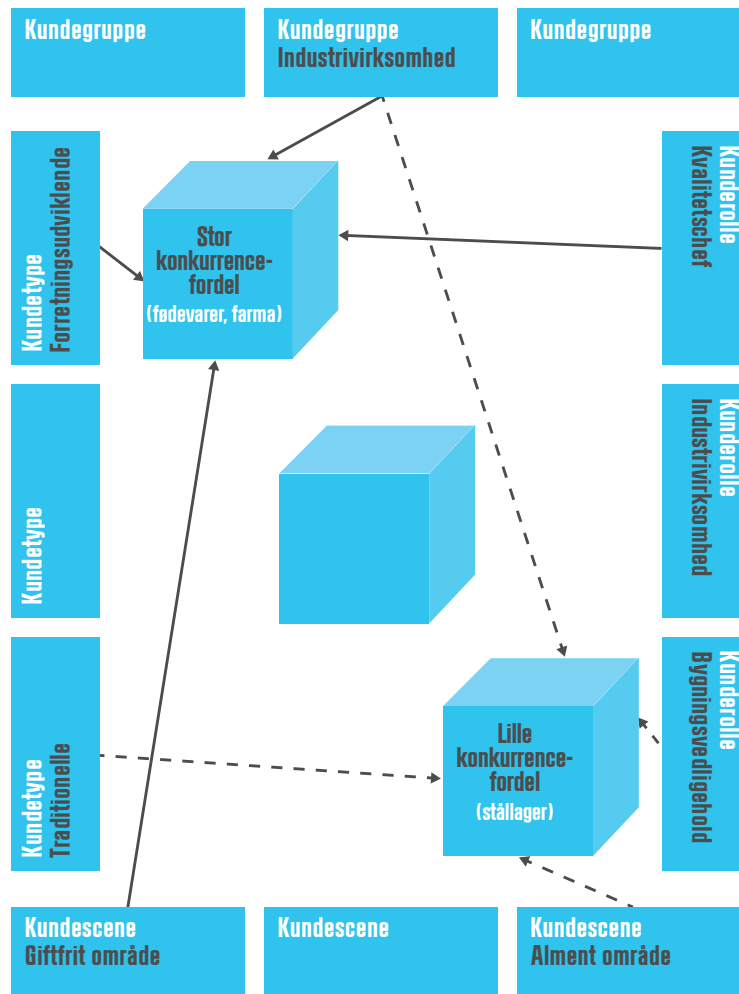 Kundegruppe
Kundegruppe
Industrivirksomhed
Kundegruppe
Kundetype
Forretningsudviklende
Stor
konkurrence-
fordel
(fødevarer, farma)
Kunderolle
Kvalitetschef
Kundetype
Kunderolle
Industrivirksomhed
Kundetype
Traditionelle
Lille
konkurrence-
fordel
(stållager)
Kunderolle
Bygningsvedligehold
Kundescene
Giftfrit område
Kundescene
Kundescene
Alment område